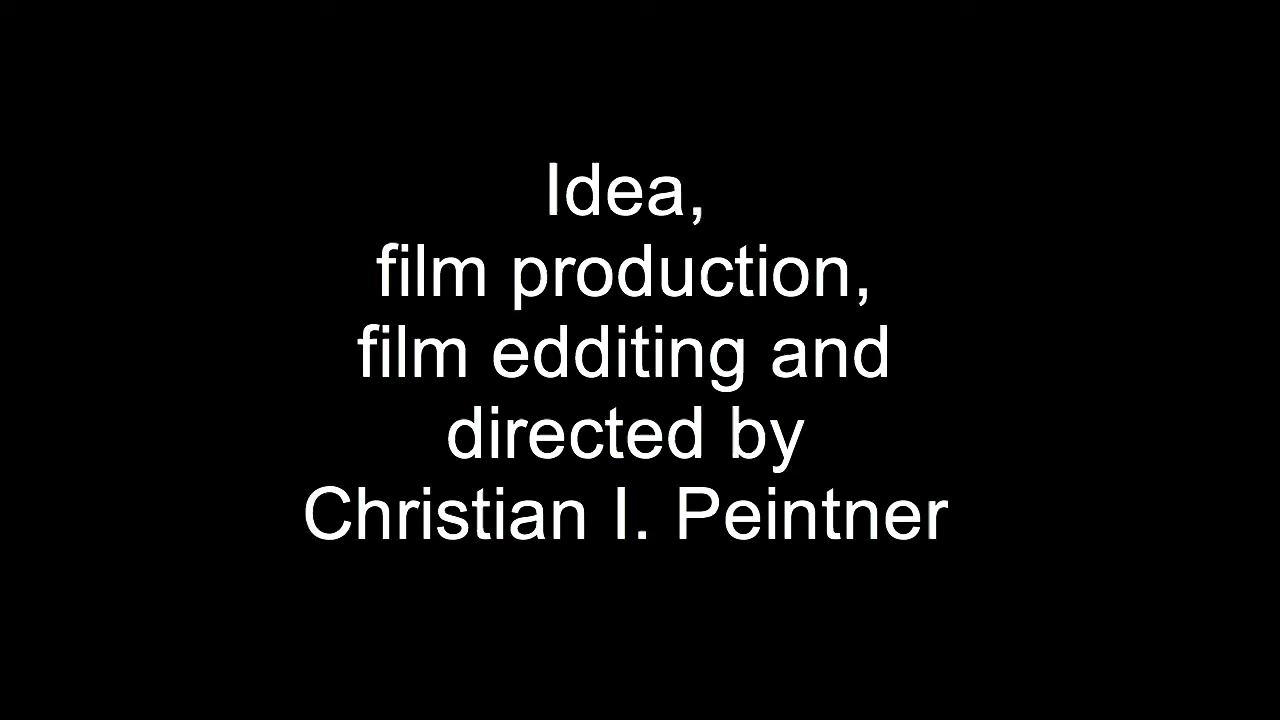 Idea,
film production,
film edditing and
directed by
Christian I. Peintner